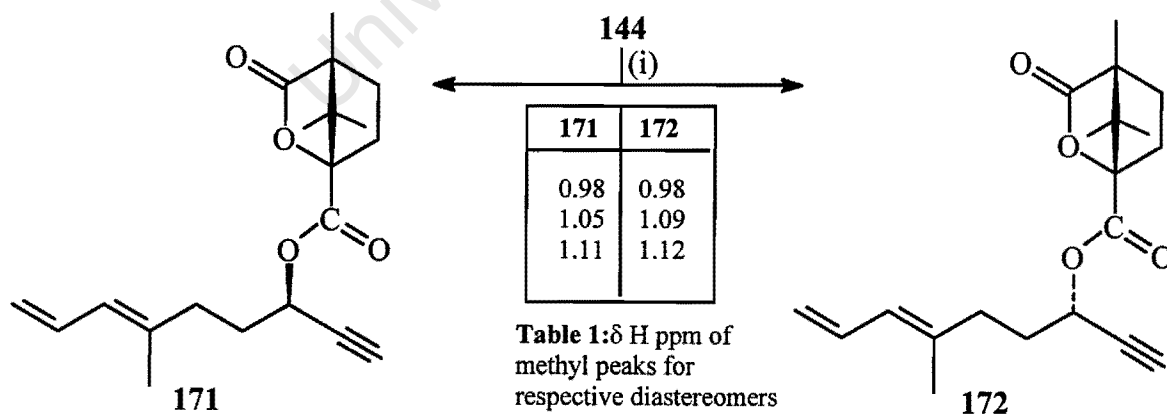 Univ
144
(i)
171 172
0.98 0.98
1.05 1.09
1.11 1.12
Table 1:δ H ppm of
methyl peaks for
respective diastereomers
O
O
C
O
O
171
O
O
C
O
O
172